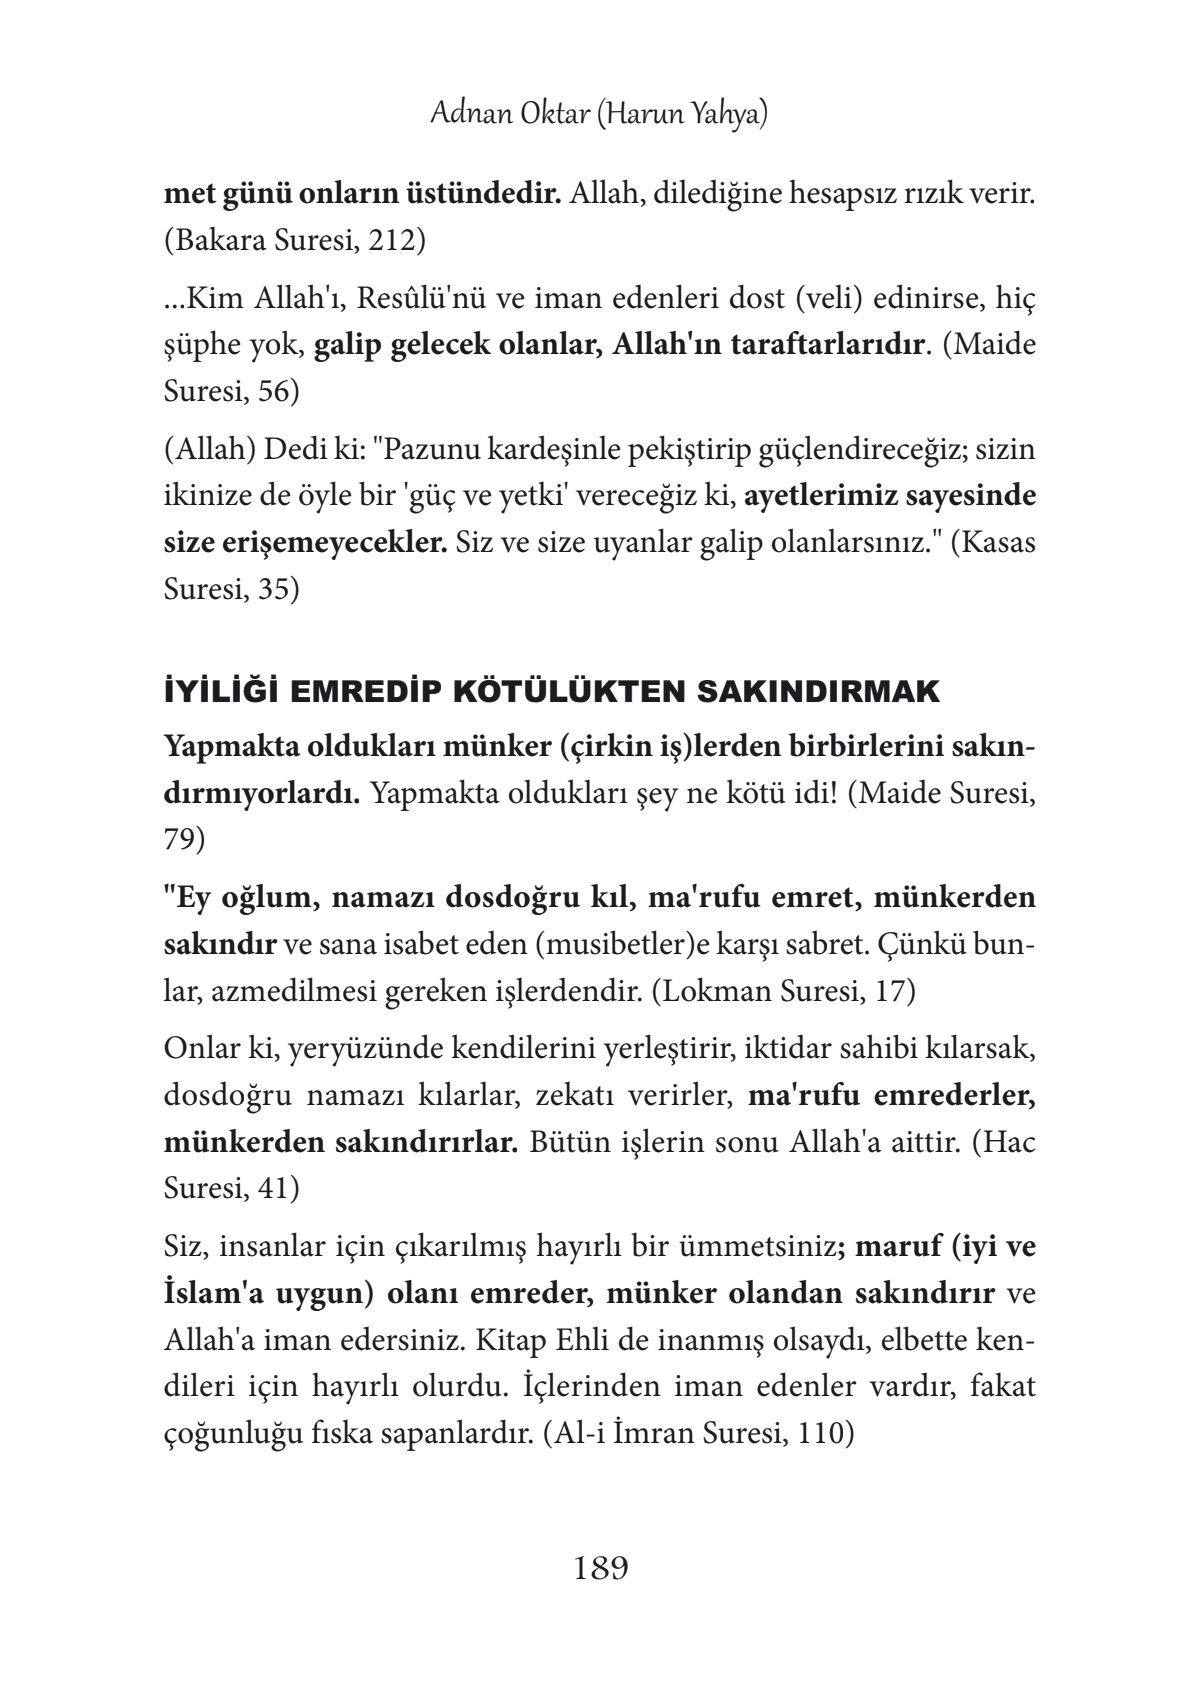 Adnan Oktar (Harun Yahya)
met günü onların üstündedir. Allah, dilediğine hesapsız rızık verir.
(Bakara Suresi, 212)
...Kim Allah'ı, Resûlü'nü ve iman edenleri dost (veli) edinirse, hiç
şüphe yok, galip gelecek olanlar, Allah'ın taraftarlarıdır. (Maide
Suresi, 56)
(Allah) Dedi ki: "Pazunu kardeşinle pekiştirip güçlendireceğiz; sizin
ikinize de öyle bir 'güç ve yetki' vereceğiz ki, ayetlerimiz sayesinde
size erişemeyecekler. Siz ve size uyanlar galip olanlarsınız." (Kasas
Suresi, 35)
İYİLİĞİ EMREDİP KÖTÜLÜKTEN SAKINDIRMAK
Yapmakta oldukları münker (çirkin iş)lerden birbirlerini sakın-
dırmıyorlardı. Yapmakta oldukları şey ne kötü idi! (Maide Suresi,
79)
"Ey oğlum, namazı dosdoğru kıl, ma'rufu emret, münkerden
sakındır ve sana isabet eden (musibetler)e karşı sabret. Çünkü bun-
lar, azmedilmesi gereken işlerdendir. (Lokman Suresi, 17)
Onlar ki, yeryüzünde kendilerini yerleştirir, iktidar sahibi kılarsak,
dosdoğru namazı kılarlar, zekatı verirler, ma'rufu emrederler,
münkerden sakındırırlar. Bütün işlerin sonu Allah'a aittir. (Hac
Suresi, 41)
Siz, insanlar için çıkarılmış hayırlı bir ümmetsiniz; maruf (iyi ve
İslam'a uygun) olanı emreder, münker olandan sakındırır ve
Allah'a iman edersiniz. Kitap Ehli de inanmış olsaydı, elbette ken-
dileri için hayırlı olurdu. İçlerinden iman edenler vardır, fakat
çoğunluğu fıska sapanlardır. (Al-i İmran Suresi, 110)
189